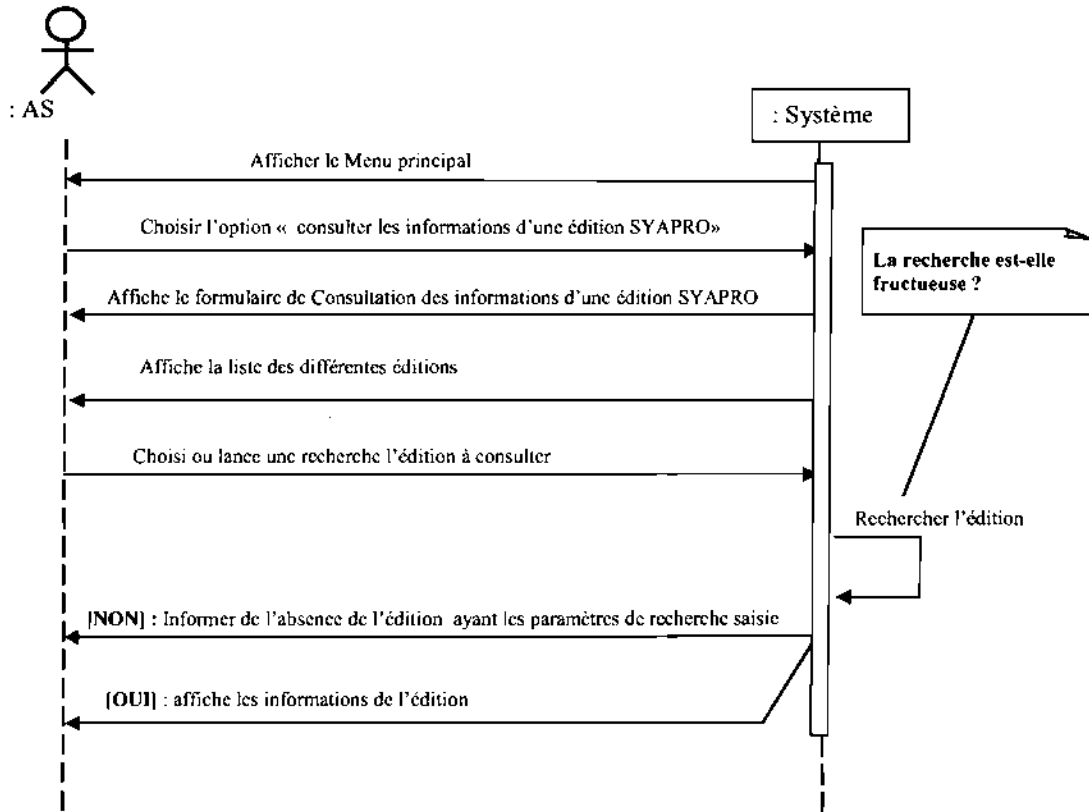 : AS
: Système
Afficher le Menu principal
Choisir l'option « consulter les informations d'une édition SYAPRO»
La recherche est-elle
fructueuse ?
Affiche le formulaire de Consultation des informations d'une édition SYAPRO
Affiche la liste des différentes éditions
Choisi ou lance une recherche l'édition à consulter
Rechercher l'édition
[NON] : Informer de l'absence de l'édition ayant les paramètres de recherche saisie
[OUI] : affiche les informations de l'édition